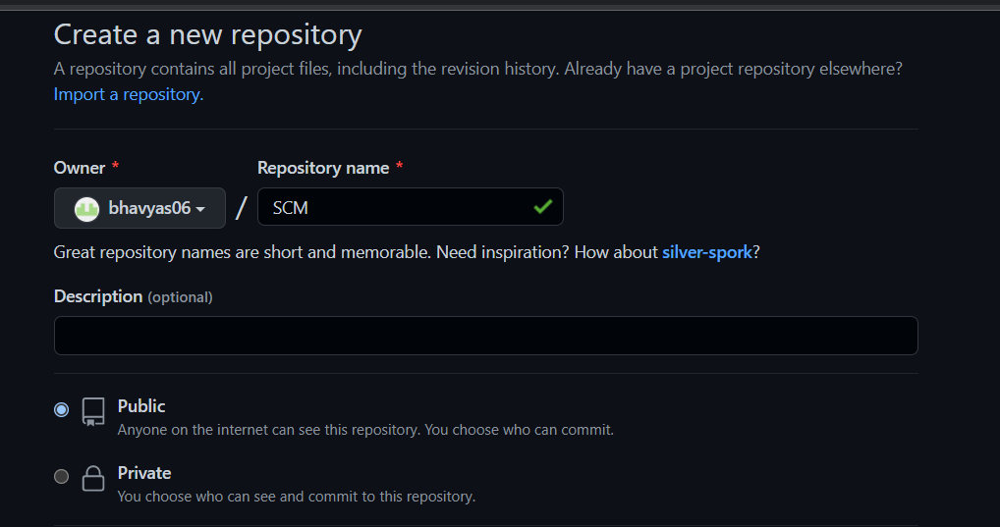 Create a new repository
A repository contains all project files, including the revision history. Already have a project repository elsewhere?
Import a repository.
Owner * Repository name *
bhavyas06 / SCM
Great repository names are short and memorable. Need inspiration? How about silver-spork?
Description (optional)
Public
Anyone on the internet can see this repository. You choose who can commit.
Private
You choose who can see and commit to this repository.